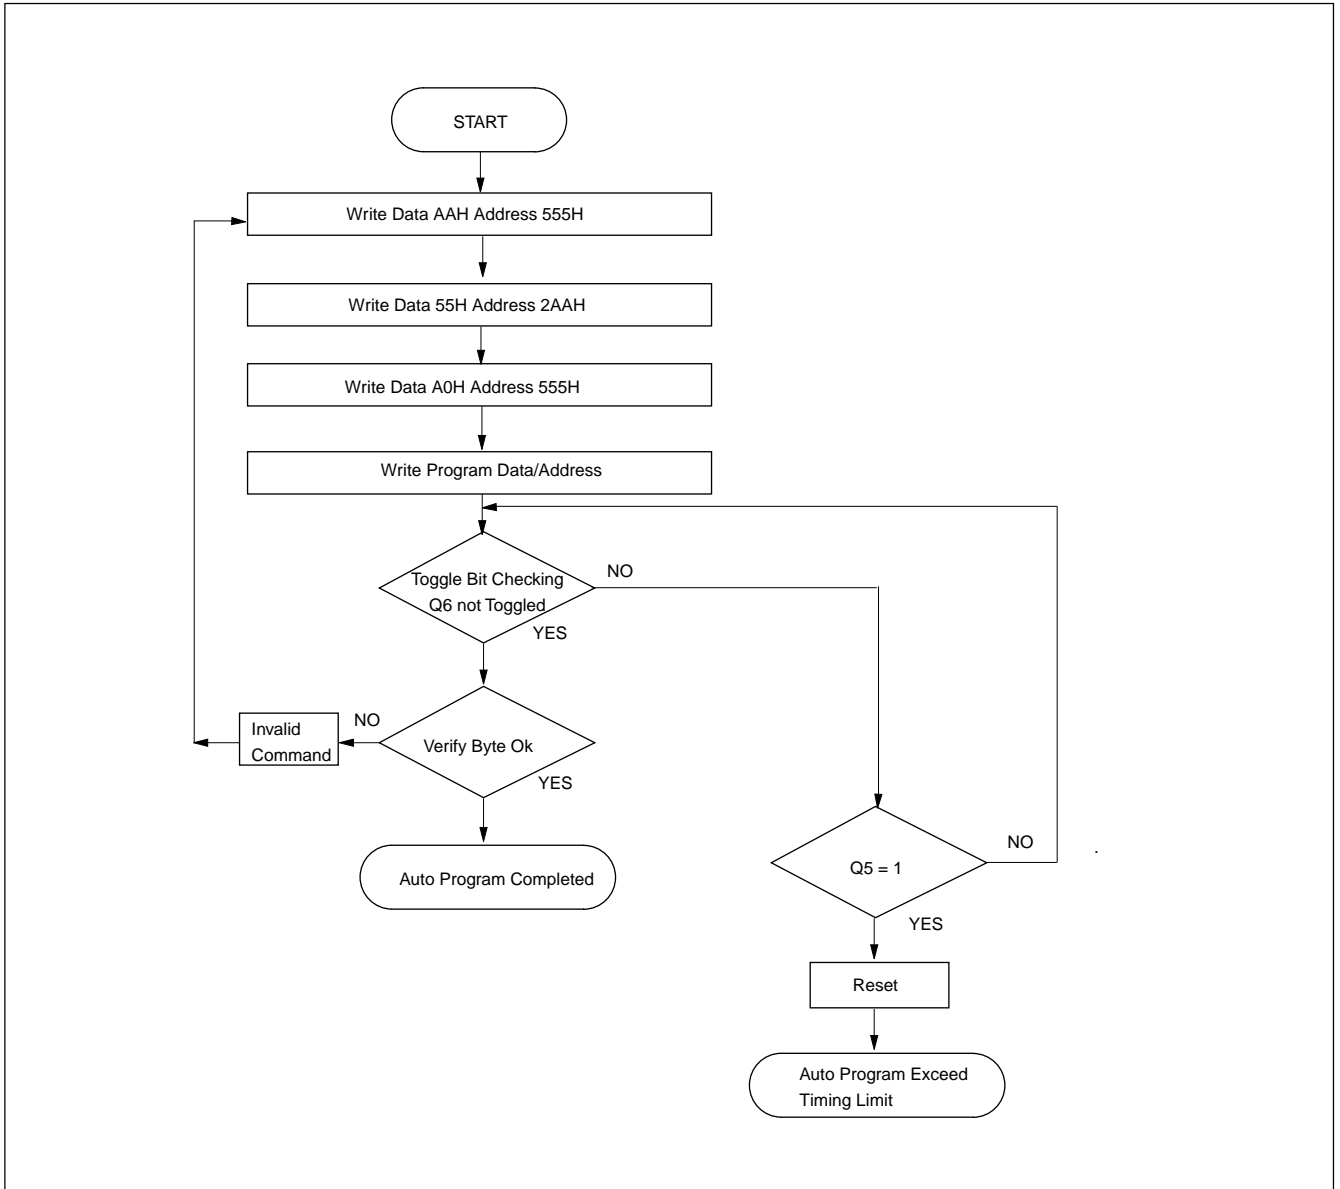 START
Write Data AAH Address 555H
Write Data 55H Address 2AAH
Write Data A0H Address 555H
Write Program Data/Address
Toggle Bit Checking
Q6 not Toggled
NO
YES
Invalid
Command
NO
Verify Byte Ok
YES
Auto Program Completed
Q5 = 1
NO
.
YES
Reset
Auto Program Exceed
Timing Limit